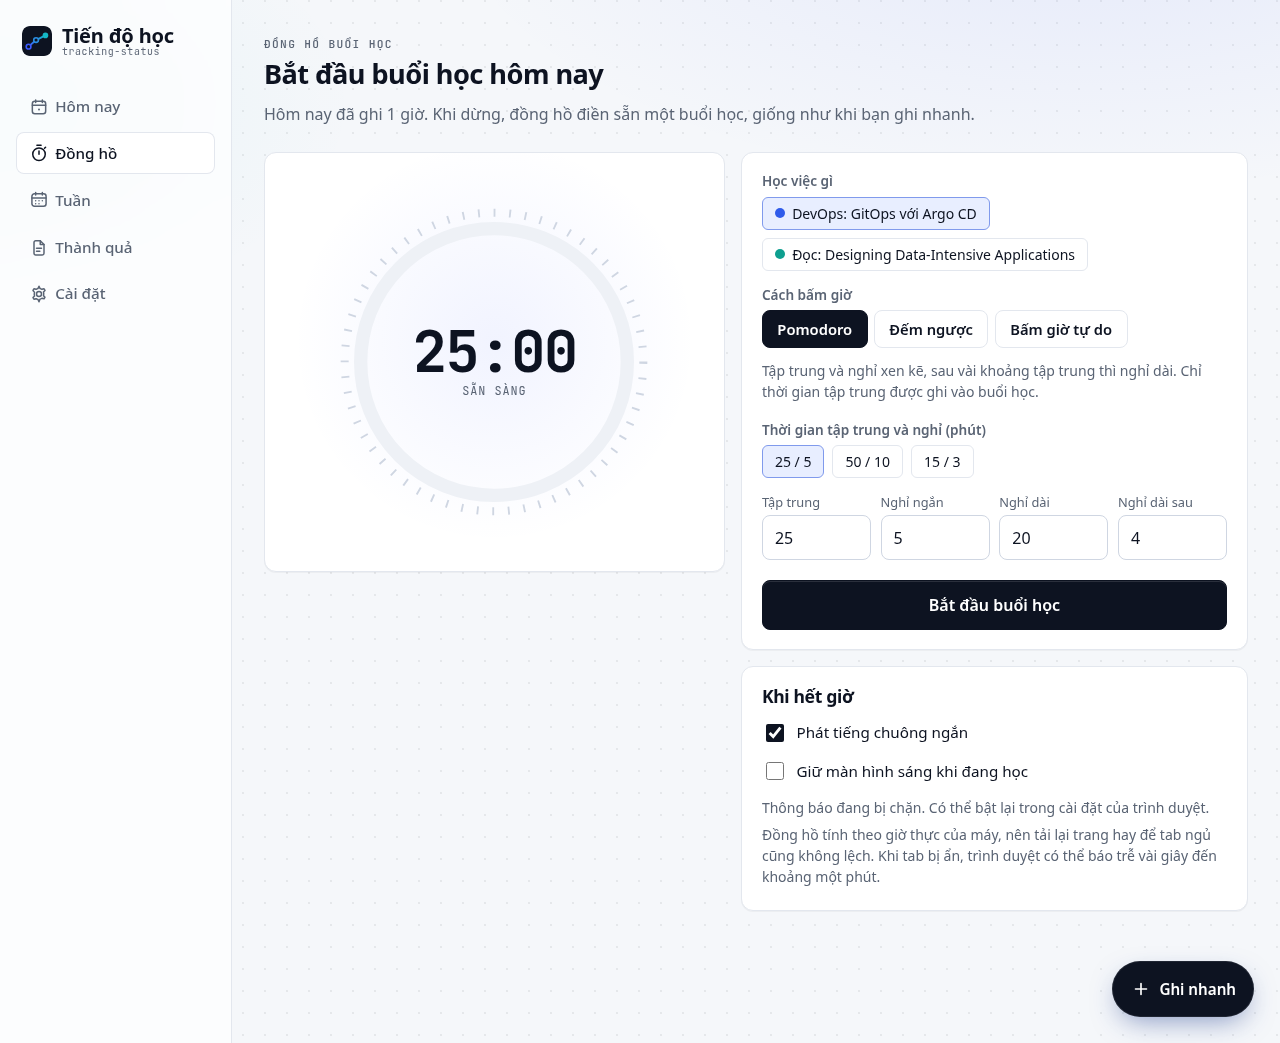 Tiến độ học
tracking-status
Hôm nay
Đồng hồ
Tuần
Thành quả
Cài đặt
ĐỒNG HỒ BUỔI HỌC
Bắt đầu buổi học hôm nay
Hôm nay đã ghi 1 giờ. Khi dừng, đồng hồ điền sẵn một buổi học, giống như khi bạn ghi nhanh.
25:00
SẴN SÀNG
Học việc gì
DevOps: GitOps với Argo CD
Đọc: Designing Data-Intensive Applications
Cách bấm giờ
Pomodoro
Đếm ngược
Bấm giờ tự do
Tập trung và nghỉ xen kẽ, sau vài khoảng tập trung thì nghỉ dài. Chỉ
thời gian tập trung được ghi vào buổi học.
Thời gian tập trung và nghỉ (phút)
25 / 5
50 / 10
15 / 3
Tập trung
Nghỉ ngắn
Nghỉ dài
Nghỉ dài sau
25
5
20
4
Bắt đầu buổi học
Khi hết giờ
Phát tiếng chuông ngắn
Giữ màn hình sáng khi đang học
Thông báo đang bị chặn. Có thể bật lại trong cài đặt của trình duyệt.
Đồng hồ tính theo giờ thực của máy, nên tải lại trang hay để tab ngủ
cũng không lệch. Khi tab bị ẩn, trình duyệt có thể báo trễ vài giây đến
khoảng một phút.
Ghi nhanh